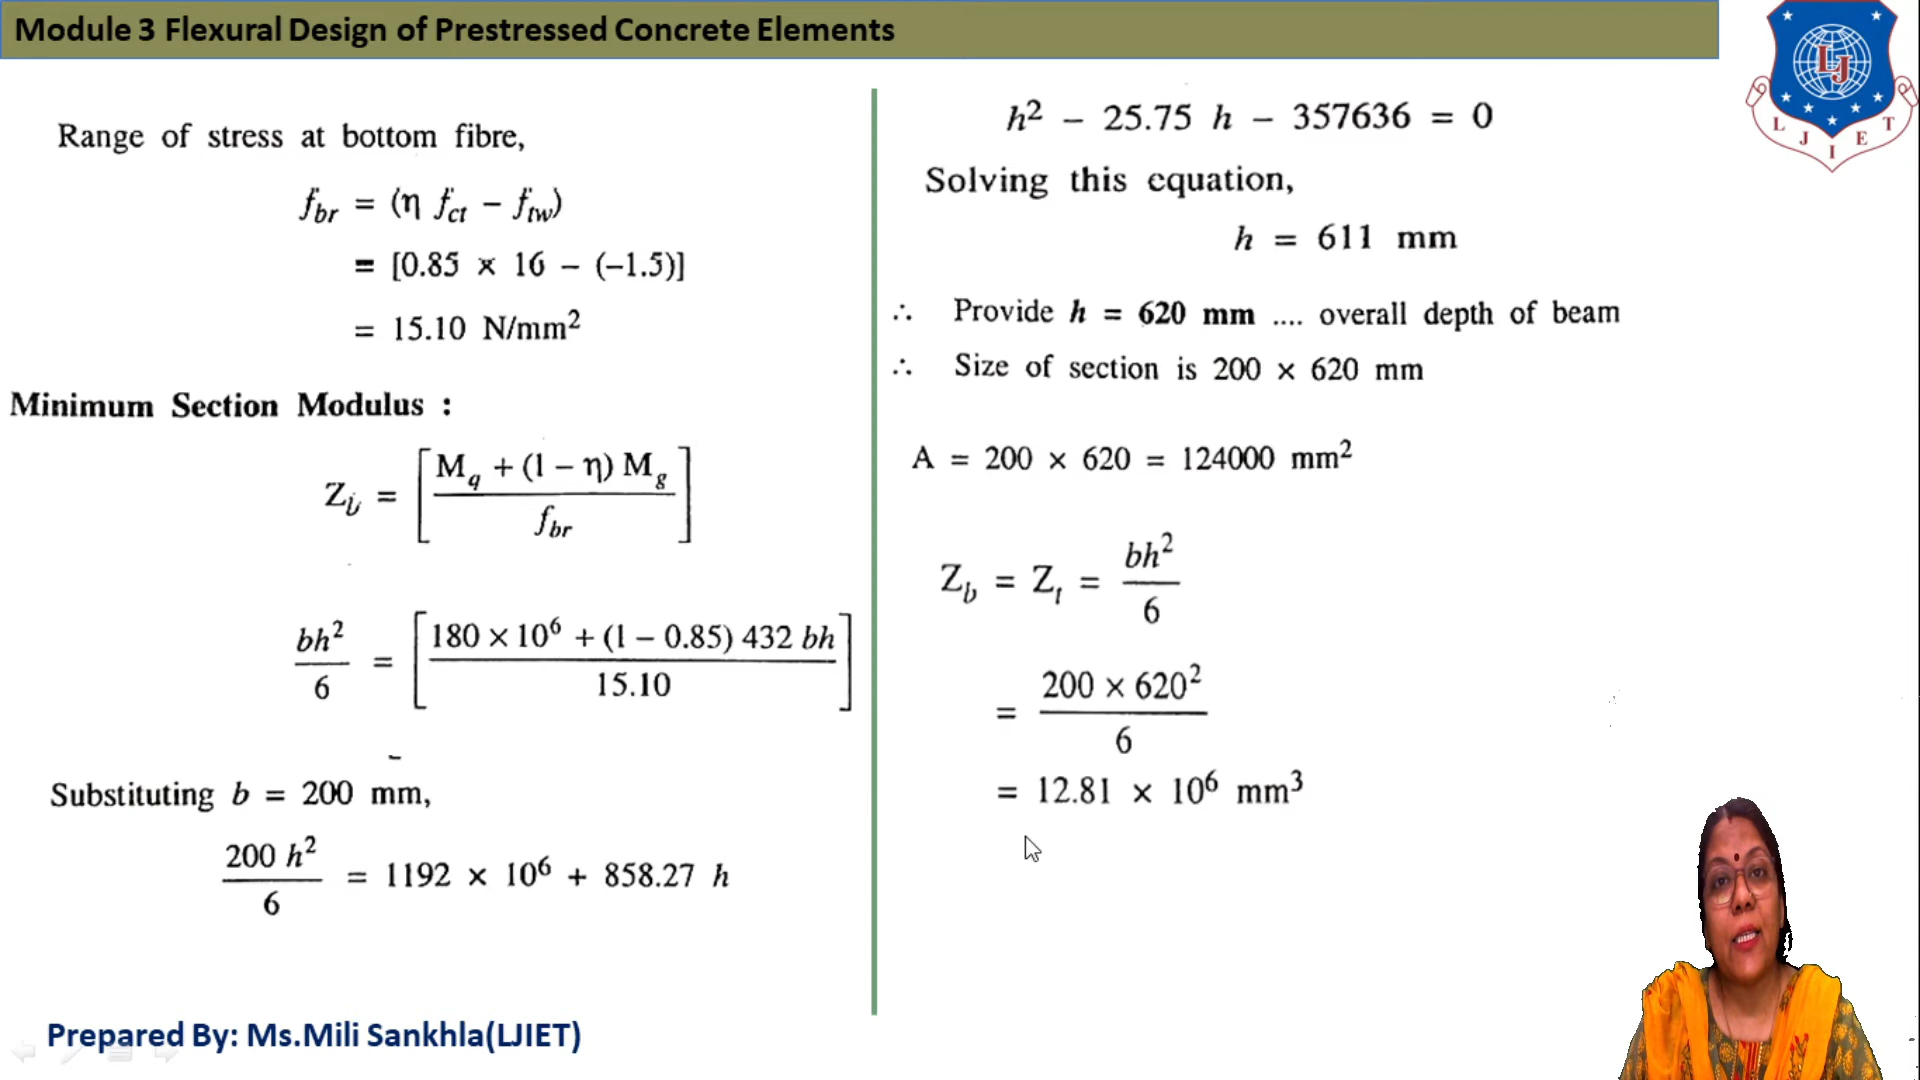 Module 3 Flexural Design of Prestressed Concrete Elements
Range of stress at bottom fibre,
f_br = (η f_ct − f_tw)
= [0.85 × 16 − (−1.5)]
= 15.10 N/mm²
Minimum Section Modulus :
Z_b = [ (M_q + (1 − η) M_g) / f_br ]
bh²/6 = [ (180 × 10⁶ + (1 − 0.85) 432 bh) / 15.10 ]
Substituting b = 200 mm,
200 h²/6 = 1192 × 10⁶ + 858.27 h
h² − 25.75 h − 357636 = 0
Solving this equation,
h = 611 mm
∴ Provide h = 620 mm .... overall depth of beam
∴ Size of section is 200 × 620 mm
A = 200 × 620 = 124000 mm²
Z_b = Z_t = bh²/6
= 200 × 620²/6
= 12.81 × 10⁶ mm³
Prepared By: Ms.Mili Sankhla(LJIET)
LJ
L J I E T